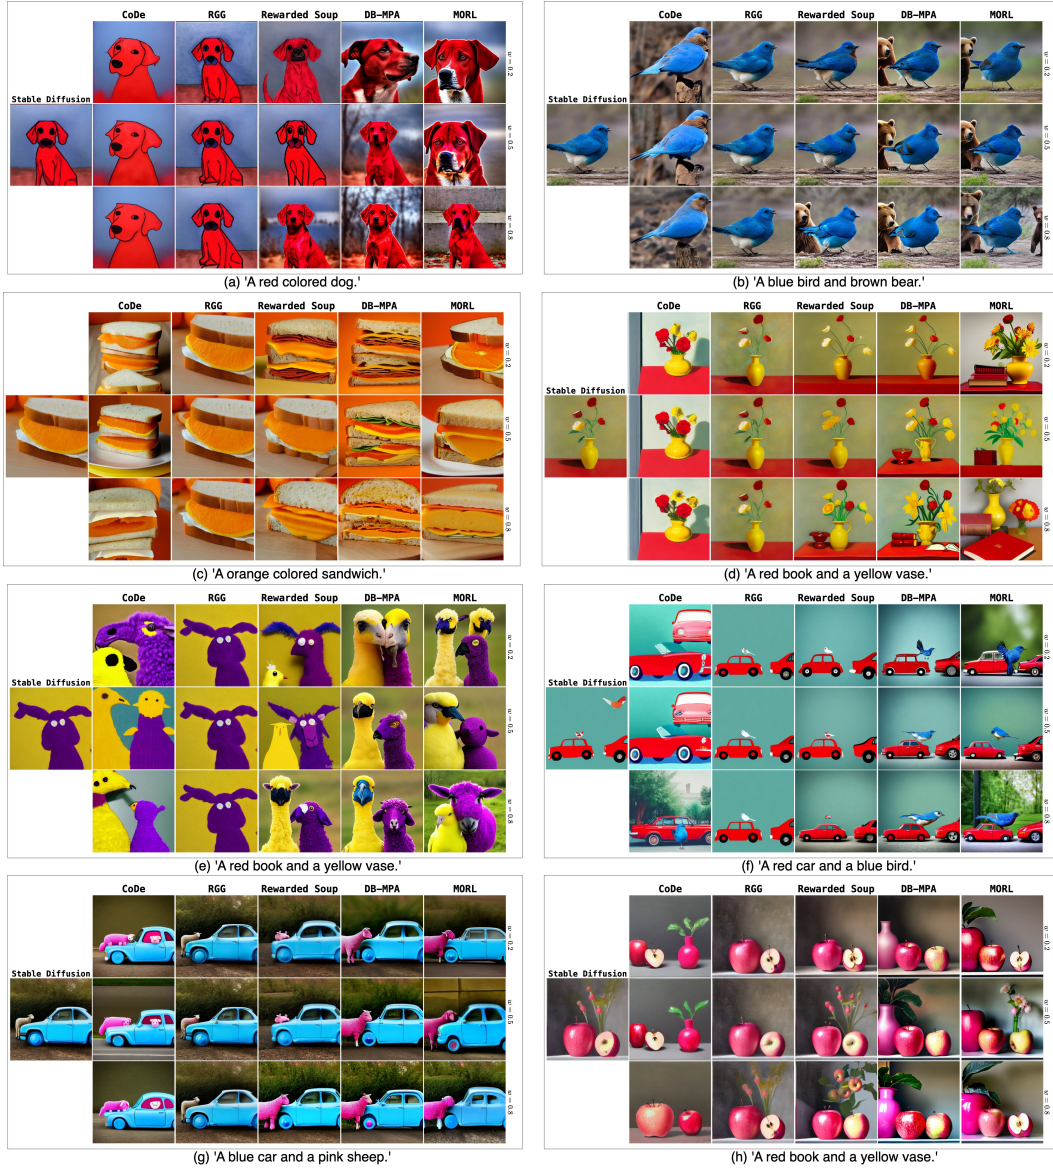 CoDe RGG Rewarded Soup DB-MPA MORL
w = 0.2
Stable Diffusion
w = 0.5
w = 0.8
(a) 'A red colored dog.'
CoDe RGG Rewarded Soup DB-MPA MORL
w = 0.2
Stable Diffusion
w = 0.5
w = 0.8
(b) 'A blue bird and brown bear.'
CoDe RGG Rewarded Soup DB-MPA MORL
w = 0.2
Stable Diffusion
w = 0.5
w = 0.8
(c) 'A orange colored sandwich.'
CoDe RGG Rewarded Soup DB-MPA MORL
w = 0.2
Stable Diffusion
w = 0.5
w = 0.8
(d) 'A red book and a yellow vase.'
CoDe RGG Rewarded Soup DB-MPA MORL
w = 0.2
Stable Diffusion
w = 0.5
w = 0.8
(e) 'A red book and a yellow vase.'
CoDe RGG Rewarded Soup DB-MPA MORL
w = 0.2
Stable Diffusion
w = 0.5
w = 0.8
(f) 'A red car and a blue bird.'
CoDe RGG Rewarded Soup DB-MPA MORL
w = 0.2
Stable Diffusion
w = 0.5
w = 0.8
(g) 'A blue car and a pink sheep.'
CoDe RGG Rewarded Soup DB-MPA MORL
w = 0.2
Stable Diffusion
w = 0.5
w = 0.8
(h) 'A red book and a yellow vase.'